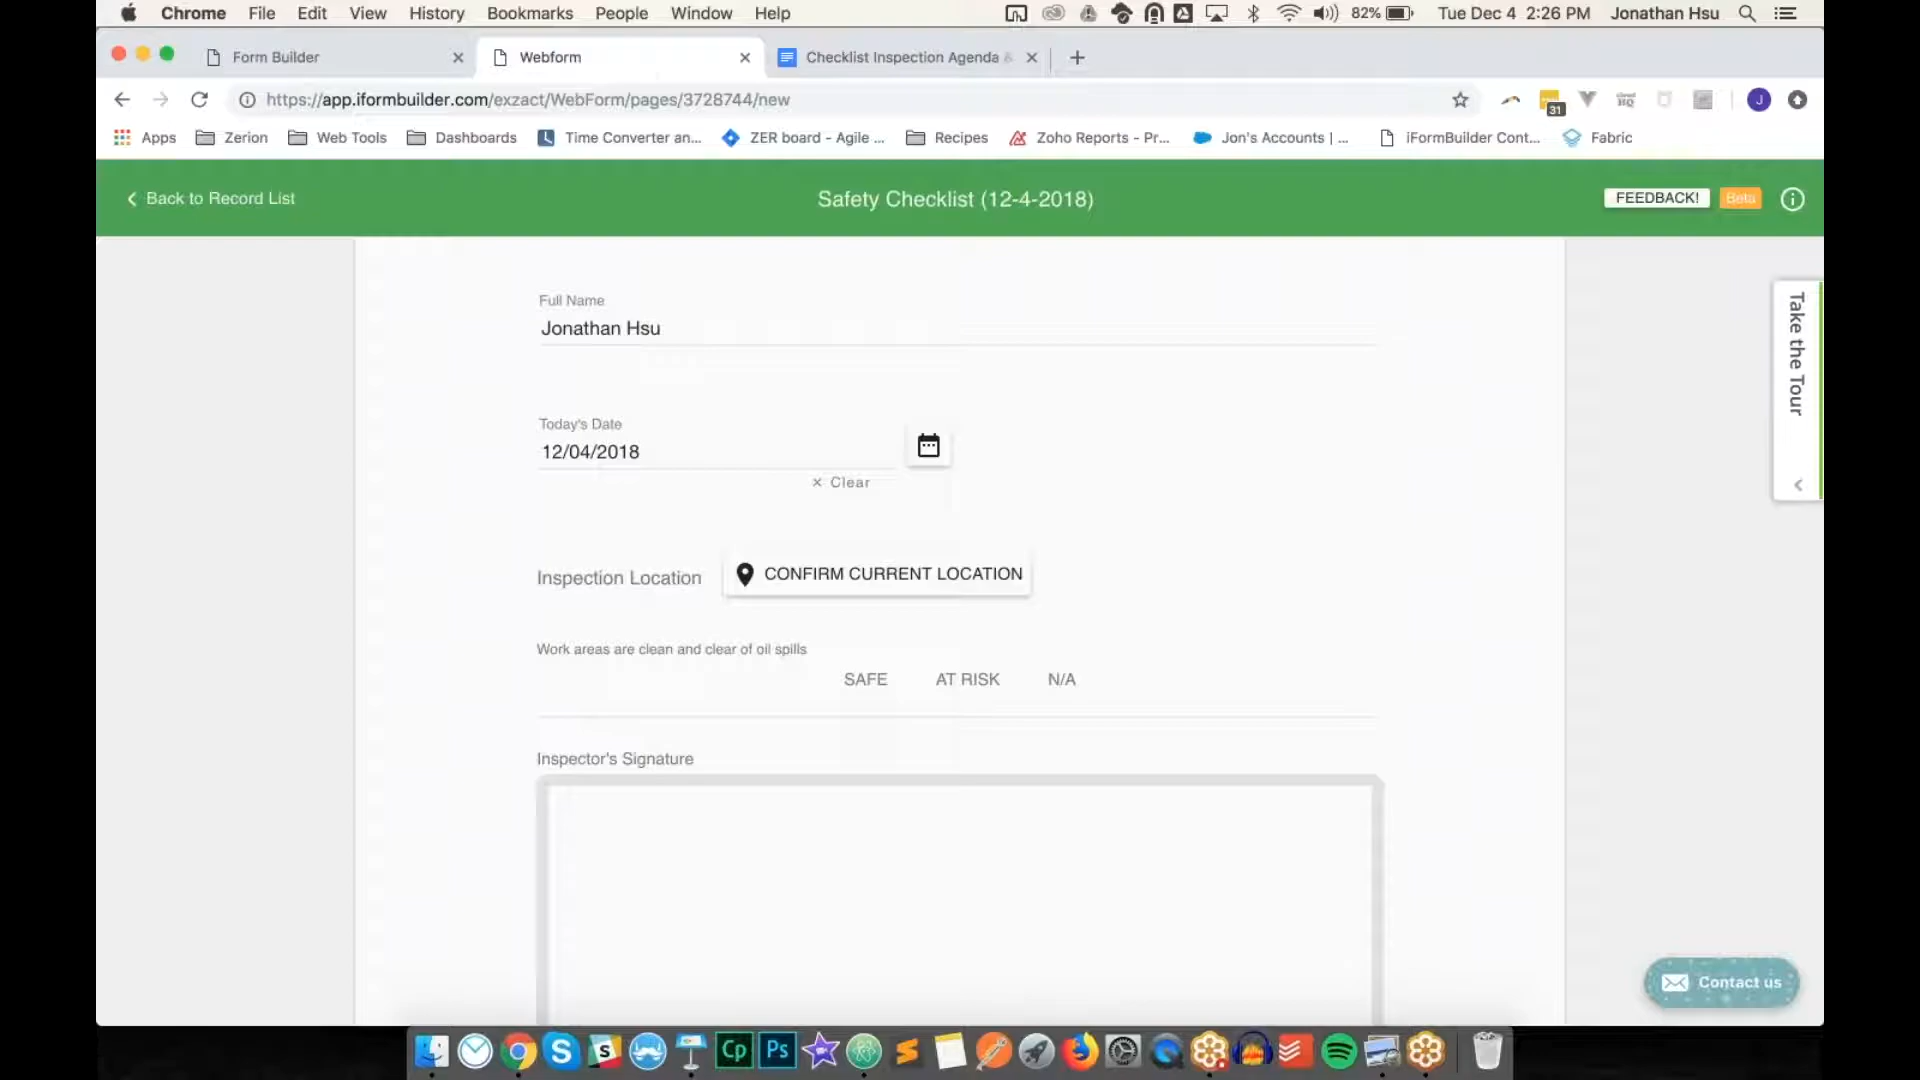 Chrome File Edit View History Bookmarks People Window Help 82% Tue Dec 4 2:26 PM Jonathan Hsu
Form Builder Webform Checklist Inspection Agenda
https://app.iformbuilder.com/exzact/WebForm/pages/3728744/new 31 J
Apps Zerion Web Tools Dashboards Time Converter an... ZER board - Agile ... Recipes Zoho Reports - Pr... Jon's Accounts | ... iFormBuilder Cont... Fabric
Back to Record List Safety Checklist (12-4-2018) FEEDBACK! Beta
Take the Tour
Full Name
Jonathan Hsu
Today's Date
12/04/2018
× Clear
Inspection Location CONFIRM CURRENT LOCATION
Work areas are clean and clear of oil spills
SAFE AT RISK N/A
Inspector's Signature
Contact us
S S Cp Ps